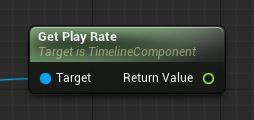 Get Play Rate
Target is TimelineComponent
Target Return Value